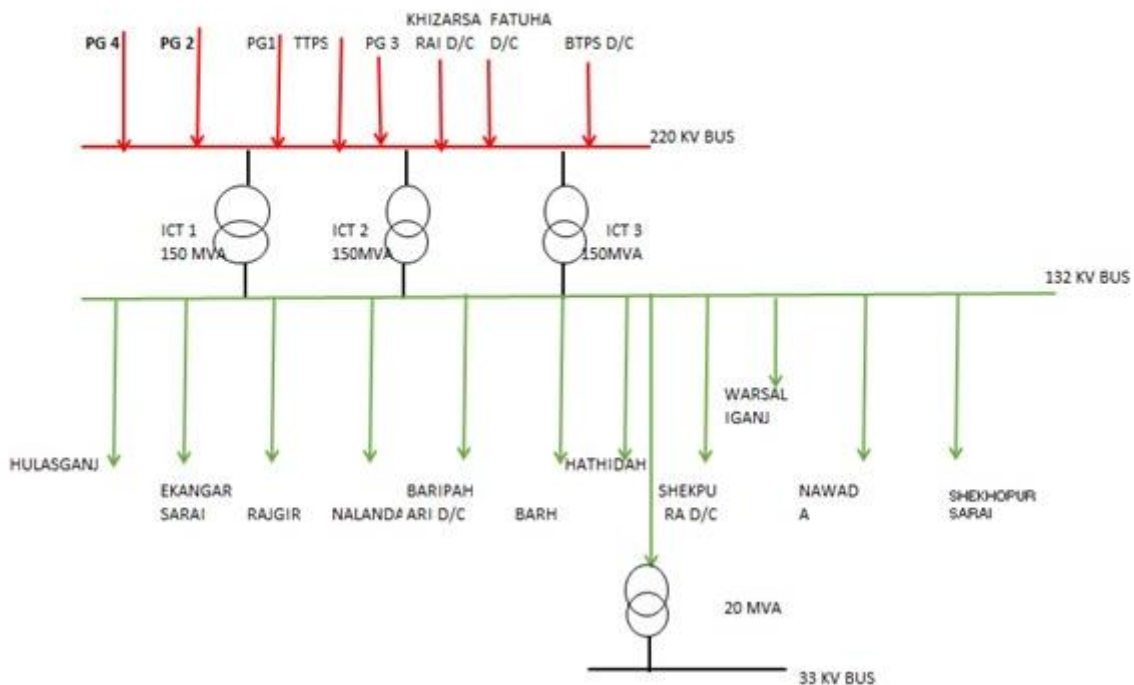 KHIZARSA FATUHA
PG 4 PG 2 PG1 TTPS PG 3 RAI D/C D/C BTPS D/C
220 KV BUS
ICT 1 ICT 2 ICT 3
150 MVA 150MVA 150MVA
132 KV BUS
WARSAL
IGANJ
HULASGANJ HATHIDAH
EKANGAR BARIPAH SHEKPU NAWAD SHEKHOPUR
SARAI RAJGIR NALANDA ARI D/C BARH RA D/C A SARAI
20 MVA
33 KV BUS